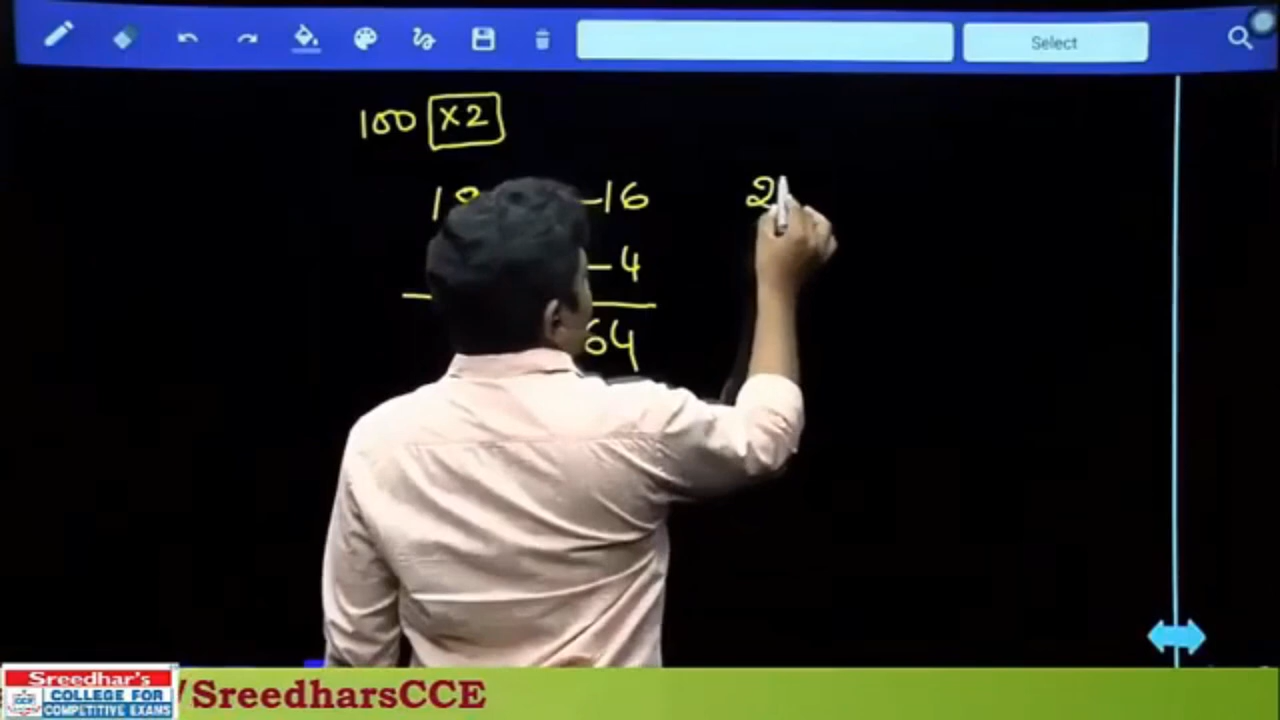 Select
100 ×2
-16 2
-4
64
Sreedhar's
COLLEGE FOR
COMPETITIVE EXAMS
/SreedharsCCE